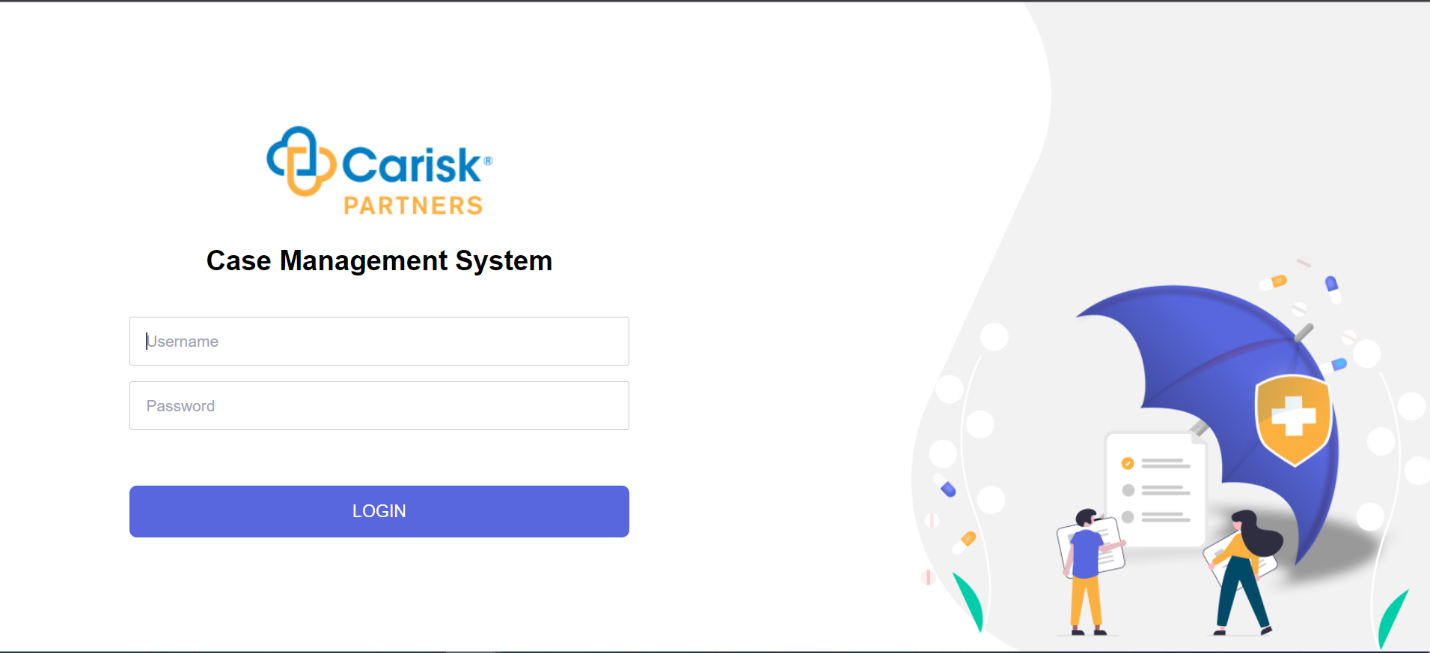 Carisk®
PARTNERS
Case Management System
Username
Password
LOGIN